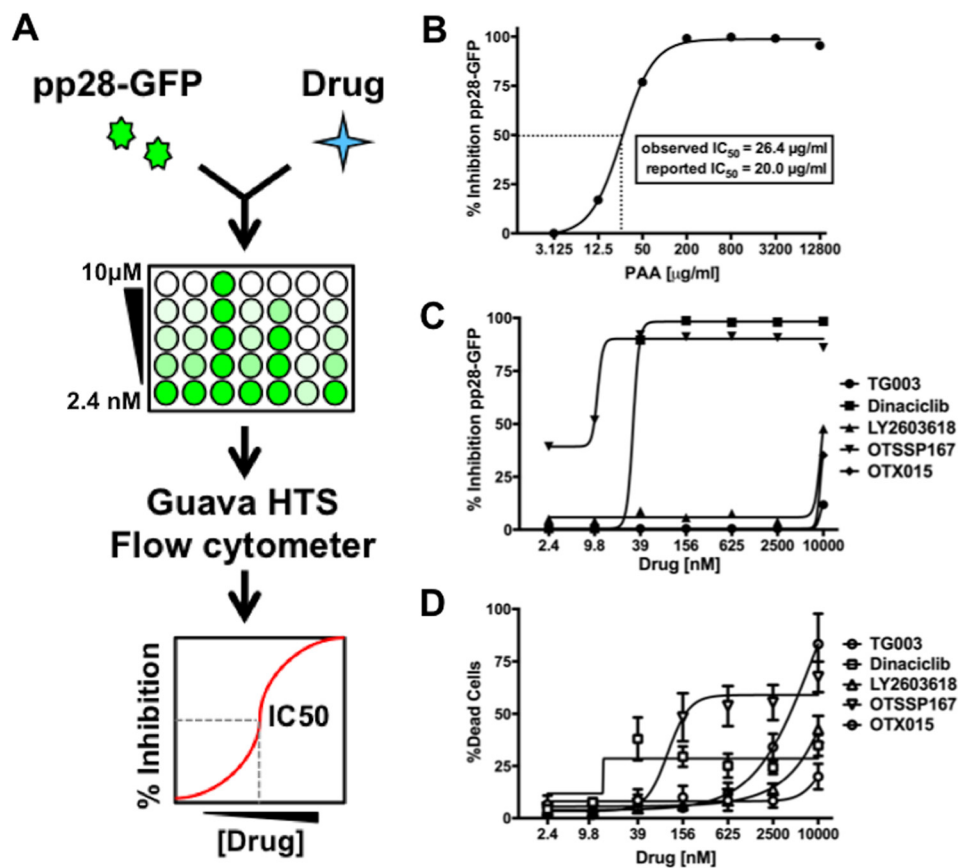 A
pp28-GFP Drug
10µM
2.4 nM
Guava HTS
Flow cytometer
% Inhibition
IC50
[Drug]
B
% Inhibition pp28-GFP
100
75
50
25
0
observed IC50 = 26.4 µg/ml
reported IC50 = 20.0 µg/ml
3.125 12.5 50 200 800 3200 12800
PAA [µg/ml]
C
% Inhibition pp28-GFP
100
75
50
25
0
TG003
Dinaciclib
LY2603618
OTSSP167
OTX015
2.4 9.8 39 156 625 2500 10000
Drug [nM]
D
%Dead Cells
100
75
50
25
0
TG003
Dinaciclib
LY2603618
OTSSP167
OTX015
2.4 9.8 39 156 625 2500 10000
Drug [nM]